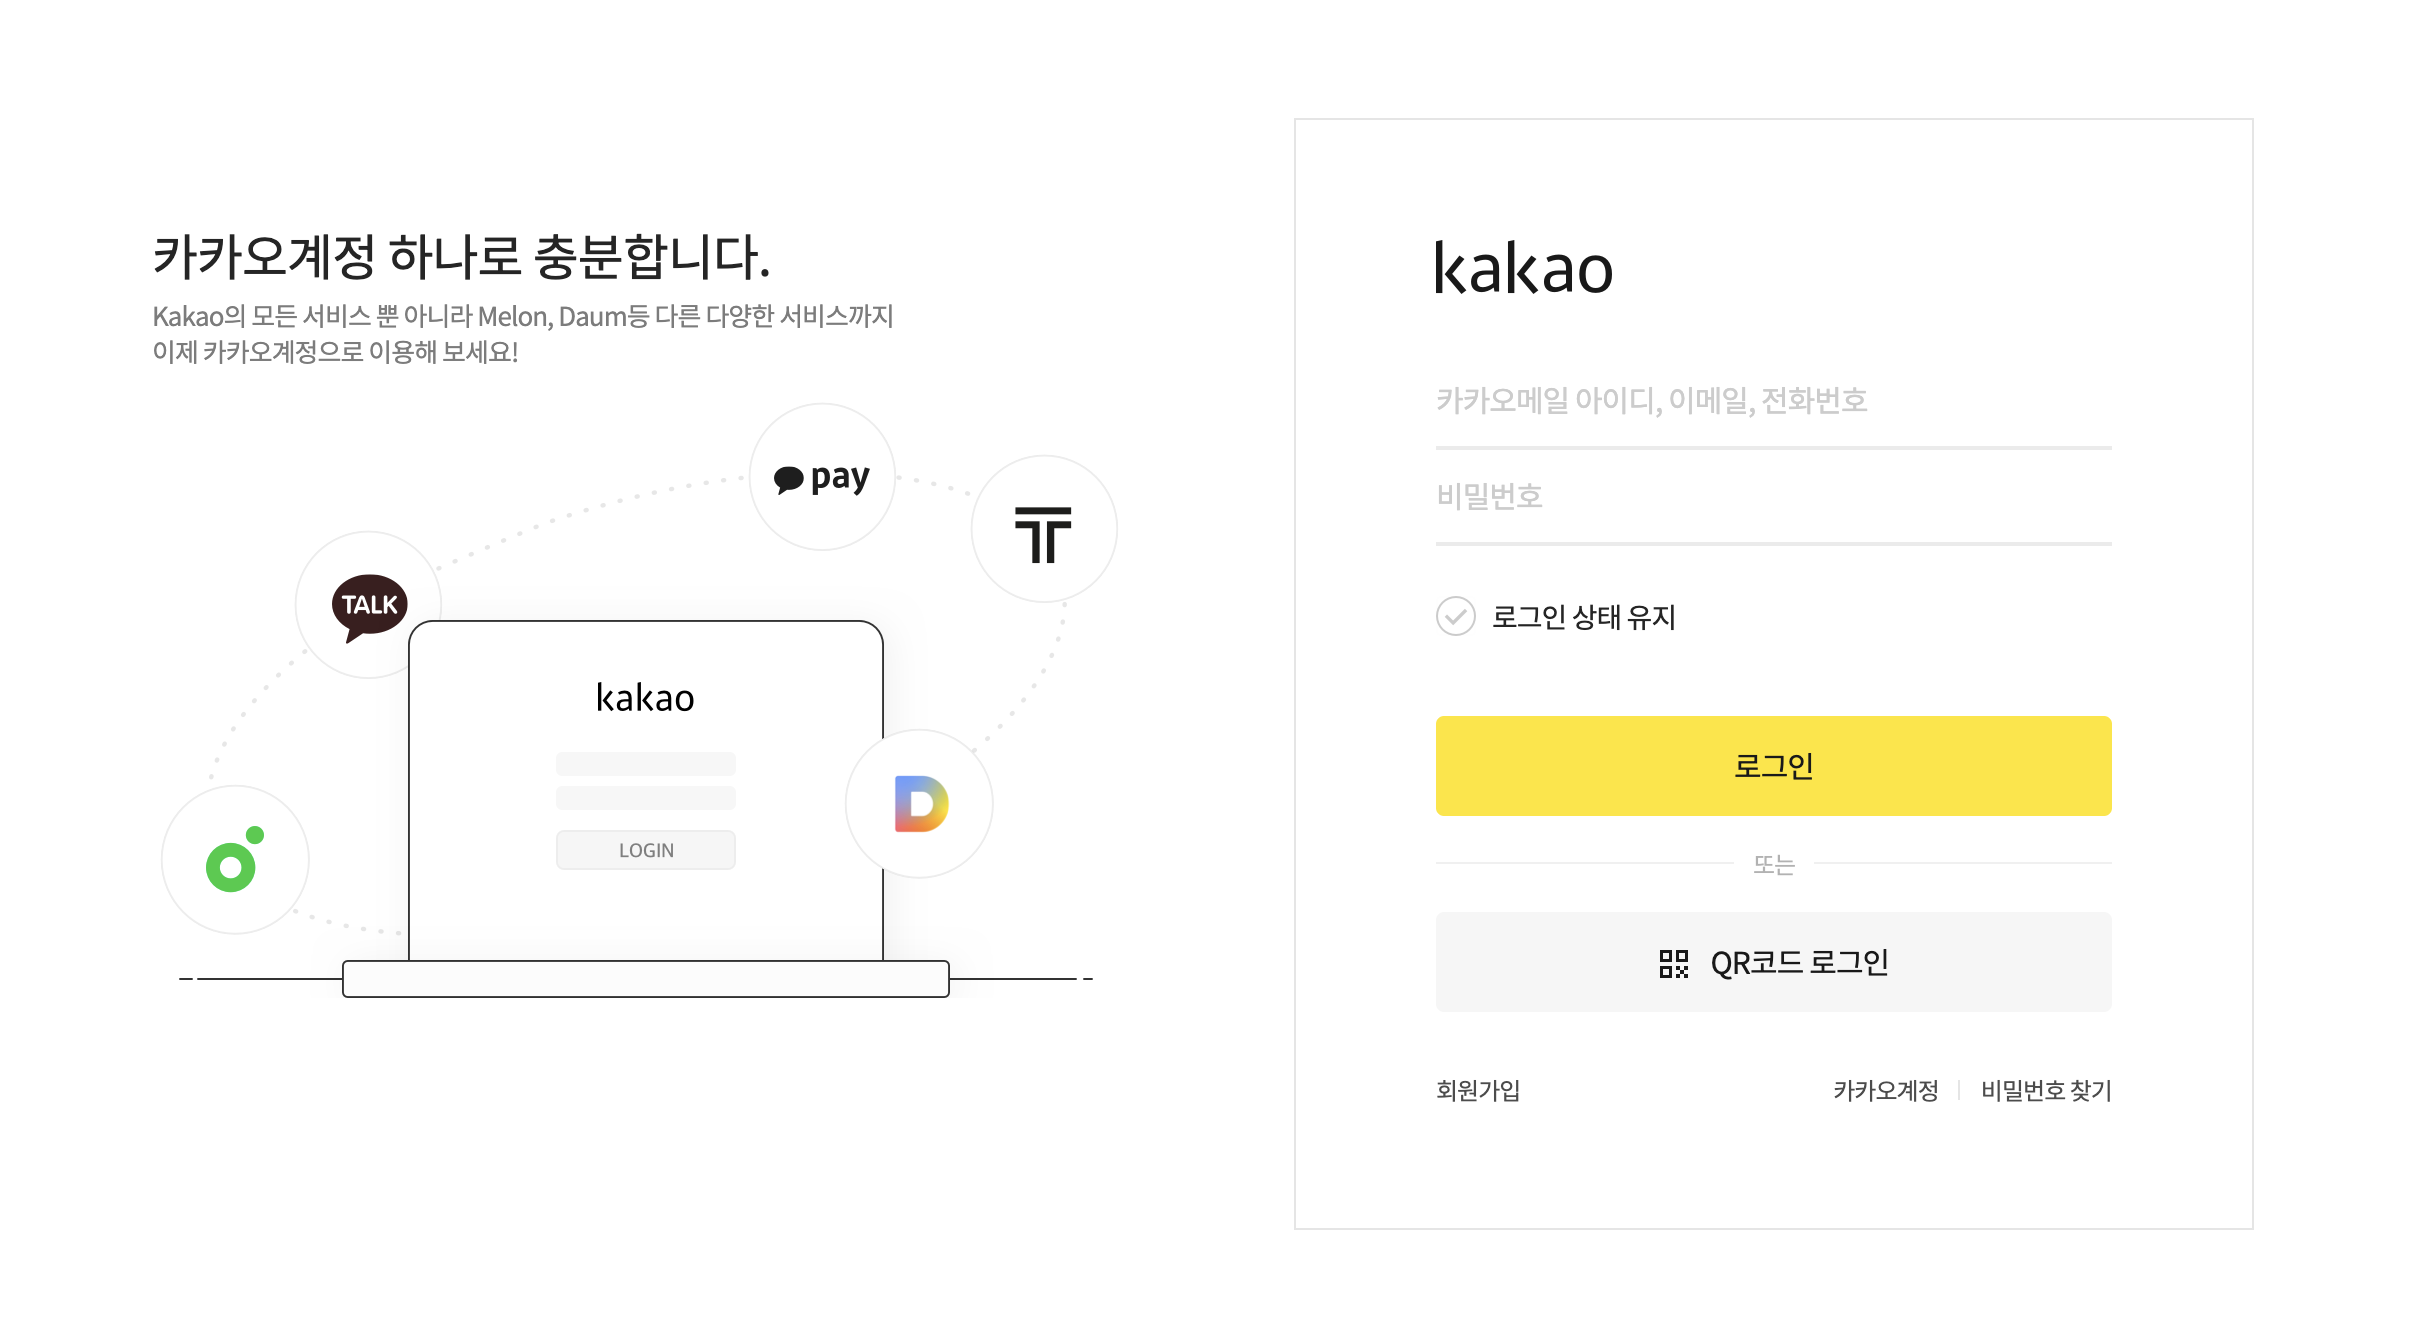 카카오계정 하나로 충분합니다.
Kakao의 모든 서비스 뿐 아니라 Melon, Daum등 다른 다양한 서비스까지
이제 카카오계정으로 이용해 보세요!
pay
T
TALK
kakao
D
LOGIN
kakao
카카오메일 아이디, 이메일, 전화번호
비밀번호
로그인 상태 유지
로그인
또는
QR코드 로그인
회원가입
카카오계정
비밀번호 찾기